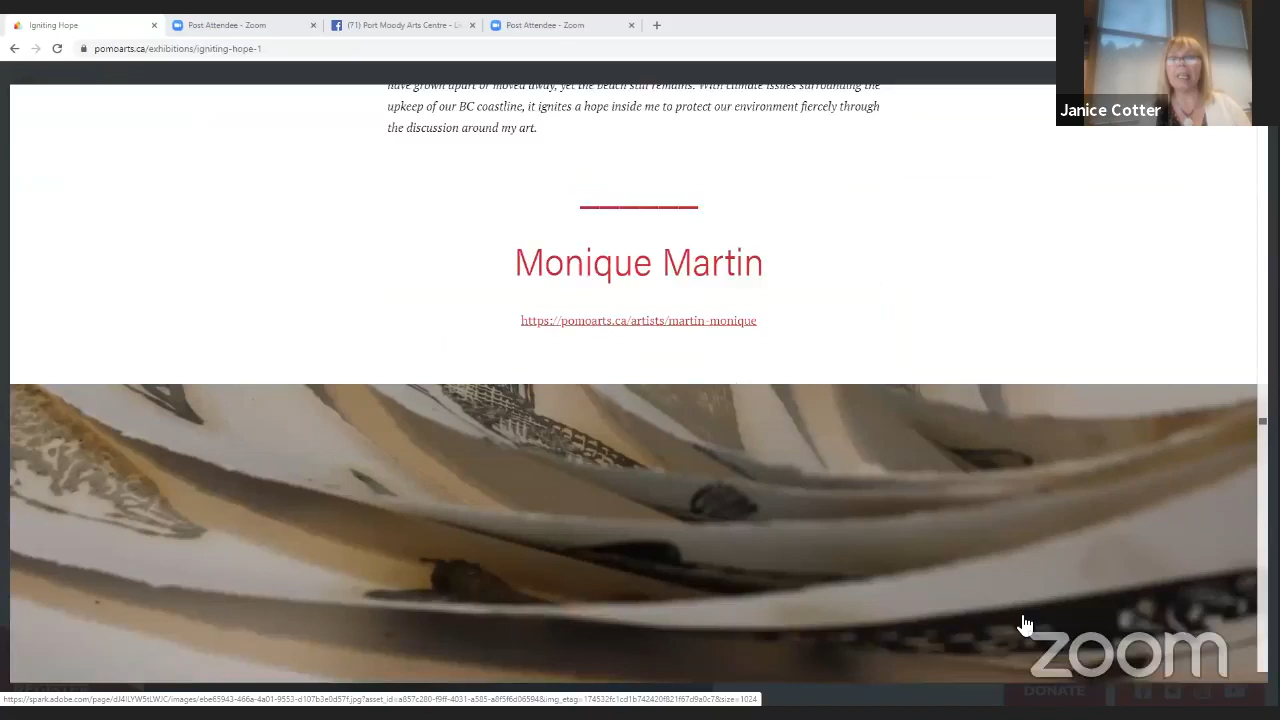 Igniting Hope
Post Attendee - Zoom
(71) Port Moody Arts Centre - Li
Post Attendee - Zoom
pomoarts.ca/exhibitions/igniting-hope-1
Janice Cotter
have grown apart or moved away, yet the beach still remains. With climate issues surrounding the
upkeep of our BC coastline, it ignites a hope inside me to protect our environment fiercely through
the discussion around my art.
Monique Martin
https://pomoarts.ca/artists/martin-monique
zoom
DONATE